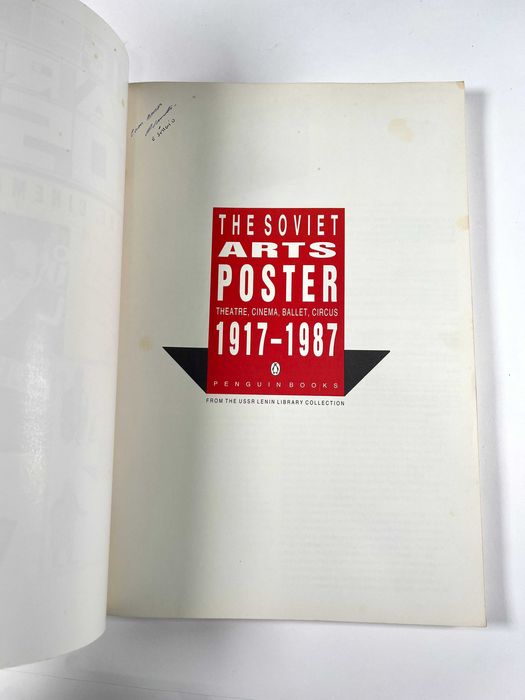 THE SOVIET
ARTS
POSTER
THEATRE, CINEMA, BALLET, CIRCUS
1917–1987
PENGUIN BOOKS
FROM THE USSR LENIN LIBRARY COLLECTION